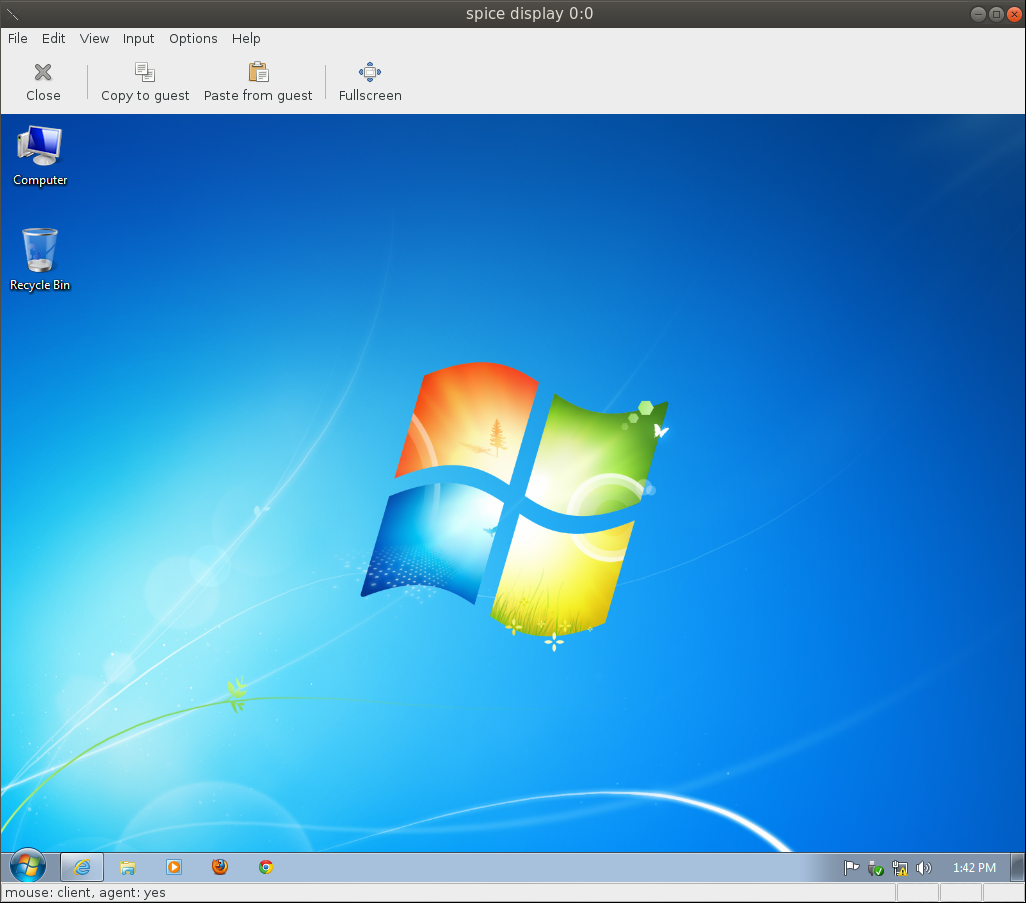 spice display 0:0
File Edit View Input Options Help
Close Copy to guest Paste from guest Fullscreen
Computer
Recycle Bin
1:42 PM
mouse: client, agent: yes